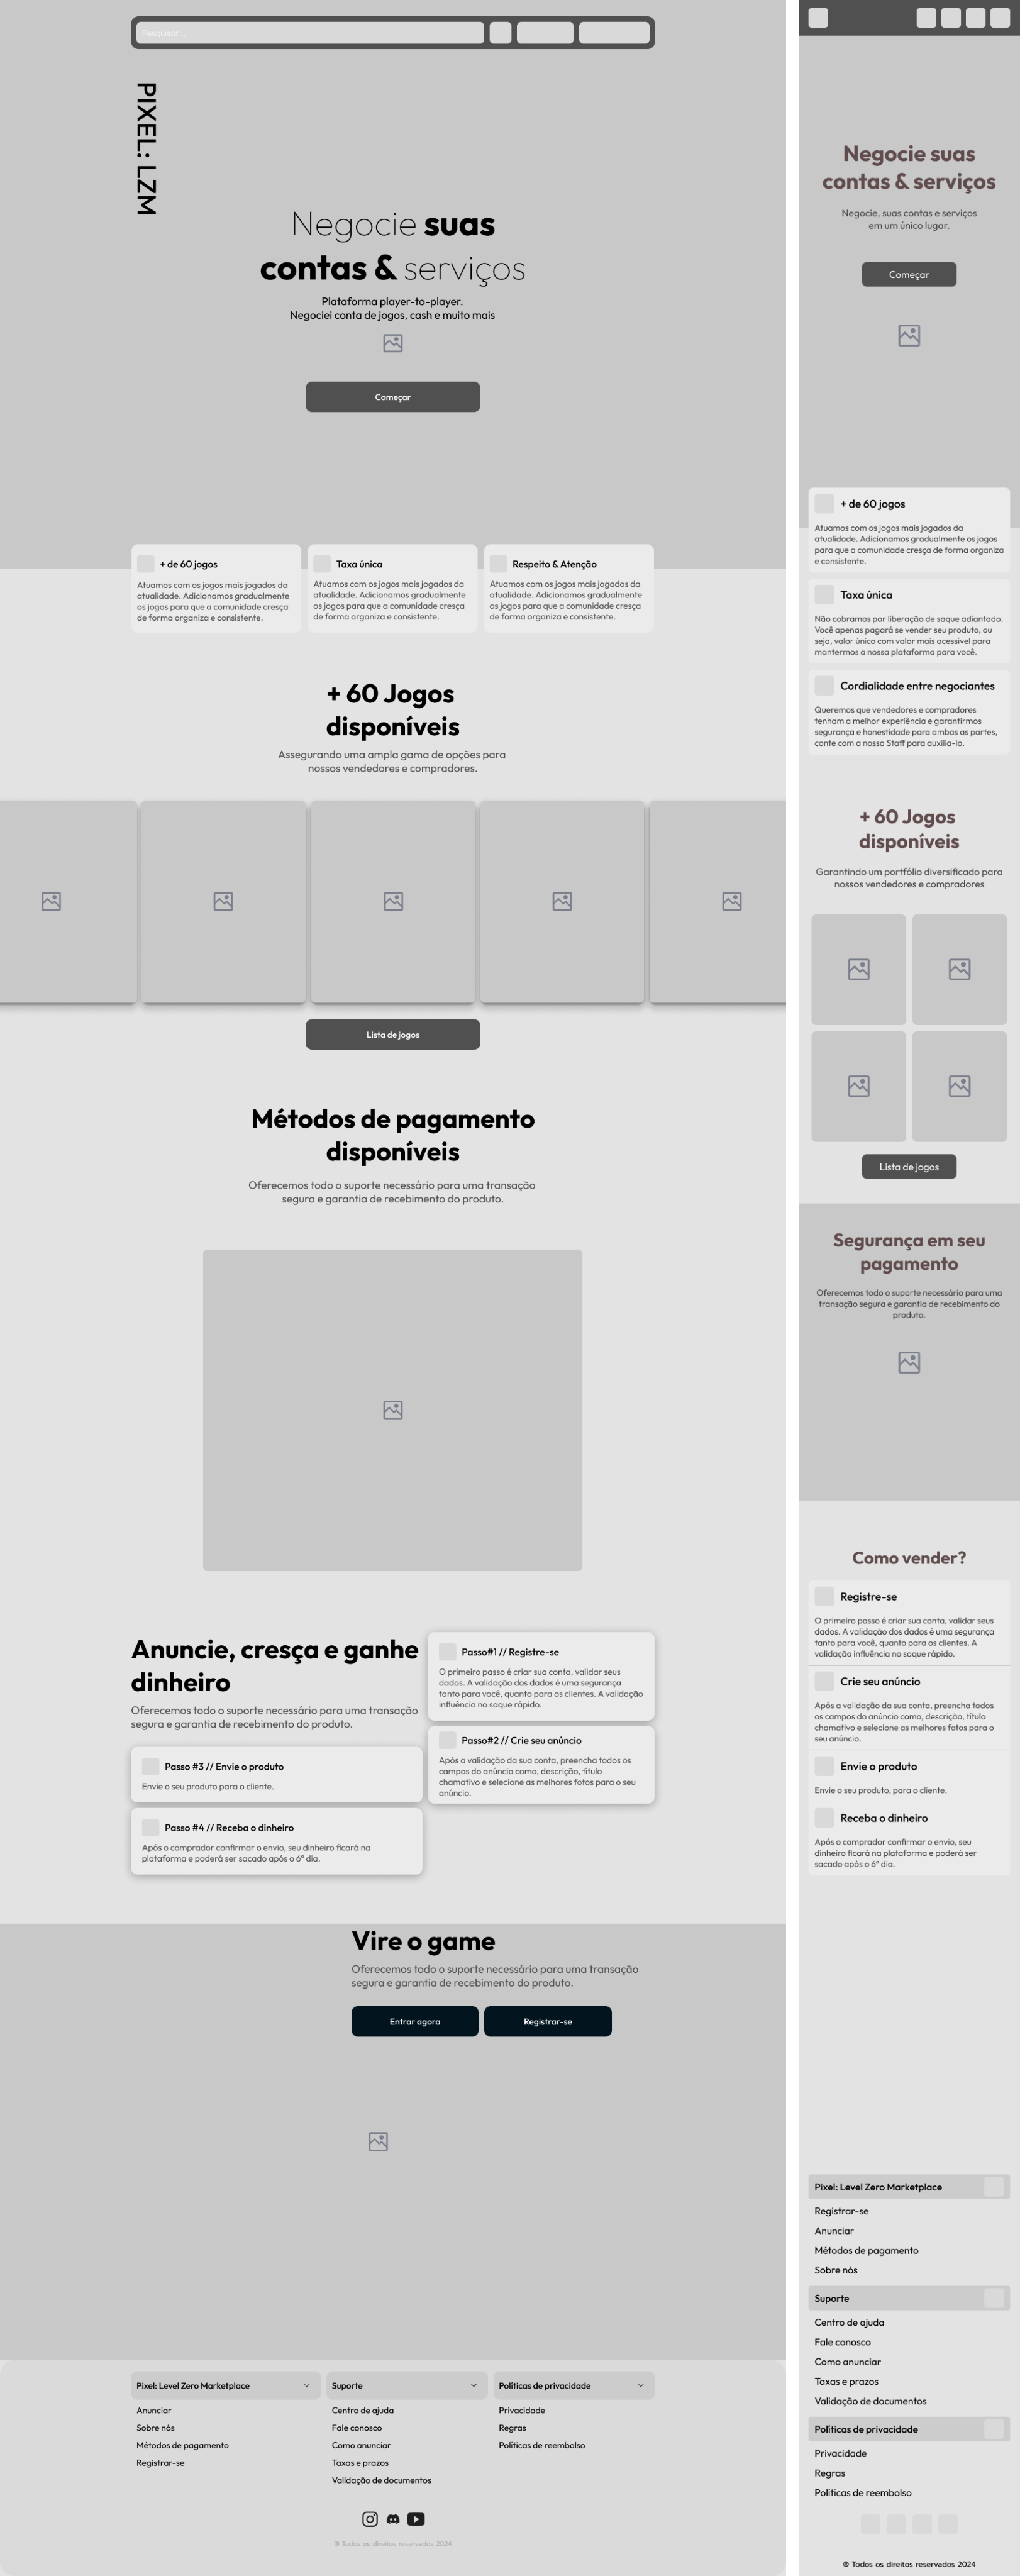 Pesquisar...
PIXEL: LZM
Negocie suas
contas & serviços
Plataforma player-to-player.
Negociei conta de jogos, cash e muito mais
Começar
+ de 60 jogos
Atuamos com os jogos mais jogados da
atualidade. Adicionamos gradualmente
os jogos para que a comunidade cresça
de forma organiza e consistente.
Taxa única
Atuamos com os jogos mais jogados da
atualidade. Adicionamos gradualmente
os jogos para que a comunidade cresça
de forma organiza e consistente.
Respeito & Atenção
Atuamos com os jogos mais jogados da
atualidade. Adicionamos gradualmente
os jogos para que a comunidade cresça
de forma organiza e consistente.
+ 60 Jogos
disponíveis
Assegurando uma ampla gama de opções para
nossos vendedores e compradores.
Lista de jogos
Métodos de pagamento
disponíveis
Oferecemos todo o suporte necessário para uma transação
segura e garantia de recebimento do produto.
Anuncie, cresça e ganhe
dinheiro
Oferecemos todo o suporte necessário para uma transação
segura e garantia de recebimento do produto.
Passo#1 // Registre-se
O primeiro passo é criar sua conta, validar seus
dados. A validação dos dados é uma segurança
tanto para você, quanto para os clientes. A validação
influência no saque rápido.
Passo#2 // Crie seu anúncio
Após a validação da sua conta, preencha todos os
campos do anúncio como, descrição, título
chamativo e selecione as melhores fotos para o seu
anúncio.
Passo #3 // Envie o produto
Envie o seu produto para o cliente.
Passo #4 // Receba o dinheiro
Após o comprador confirmar o envio, seu dinheiro ficará na
plataforma e poderá ser sacado após o 6º dia.
Vire o game
Oferecemos todo o suporte necessário para uma transação
segura e garantia de recebimento do produto.
Entrar agora
Registrar-se
Pixel: Level Zero Marketplace
Anunciar
Sobre nós
Métodos de pagamento
Registrar-se
Suporte
Centro de ajuda
Fale conosco
Como anunciar
Taxas e prazos
Validação de documentos
Políticas de privacidade
Privacidade
Regras
Políticas de reembolso
® Todos os direitos reservados 2024
Negocie suas
contas & serviços
Negocie, suas contas e serviços
em um único lugar.
Começar
+ de 60 jogos
Atuamos com os jogos mais jogados da
atualidade. Adicionamos gradualmente os jogos
para que a comunidade cresça de forma organiza
e consistente.
Taxa única
Não cobramos por liberação de saque adiantado.
Você apenas pagará se vender seu produto, ou
seja, valor único com valor mais acessível para
mantermos a nossa plataforma para você.
Cordialidade entre negociantes
Queremos que vendedores e compradores
tenham a melhor experiência e garantirmos
segurança e honestidade para ambas as partes,
conte com a nossa Staff para auxilia-lo.
+ 60 Jogos
disponíveis
Garantindo um portfólio diversificado para
nossos vendedores e compradores
Lista de jogos
Segurança em seu
pagamento
Oferecemos todo o suporte necessário para uma
transação segura e garantia de recebimento do
produto.
Como vender?
Registre-se
O primeiro passo é criar sua conta, validar seus
dados. A validação dos dados é uma segurança
tanto para você, quanto para os clientes. A
validação influência no saque rápido.
Crie seu anúncio
Após a validação da sua conta, preencha todos
os campos do anúncio como, descrição, título
chamativo e selecione as melhores fotos para o
seu anúncio.
Envie o produto
Envie o seu produto, para o cliente.
Receba o dinheiro
Após o comprador confirmar o envio, seu
dinheiro ficará na plataforma e poderá ser
sacado após o 6º dia.
Pixel: Level Zero Marketplace
Registrar-se
Anunciar
Métodos de pagamento
Sobre nós
Suporte
Centro de ajuda
Fale conosco
Como anunciar
Taxas e prazos
Validação de documentos
Políticas de privacidade
Privacidade
Regras
Políticas de reembolso
® Todos os direitos reservados 2024